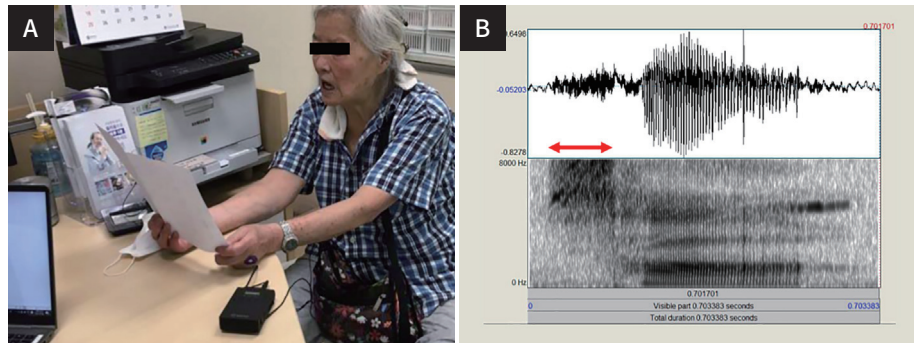 A
SAMSUNG
B
0.6498
0.701701
-0.05203
-0.8278
8000 Hz
0 Hz
0.701701
0
Visible part 0.703383 seconds
0.703383
Total duration 0.703383 seconds